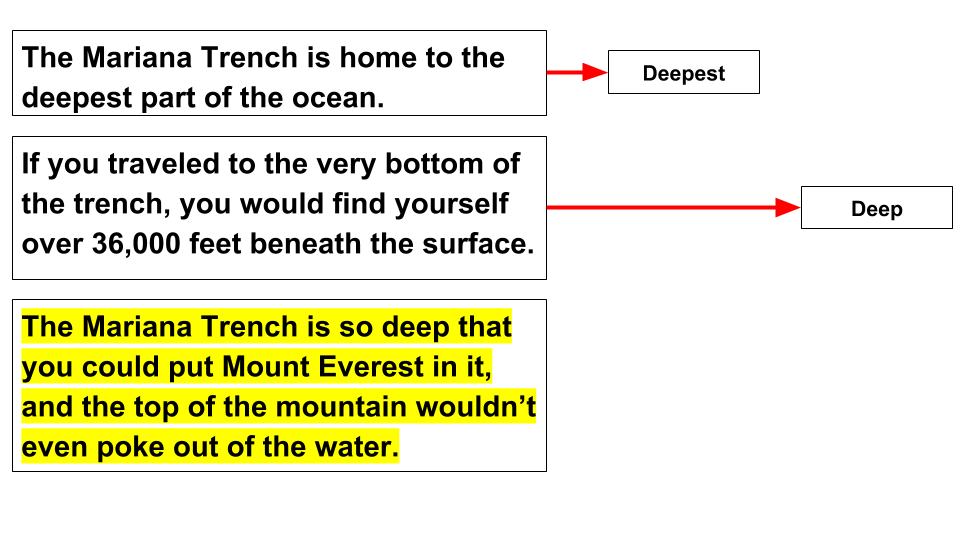 The Mariana Trench is home to the
deepest part of the ocean.
Deepest
If you traveled to the very bottom of
the trench, you would find yourself
over 36,000 feet beneath the surface.
Deep
The Mariana Trench is so deep that
you could put Mount Everest in it,
and the top of the mountain wouldn’t
even poke out of the water.